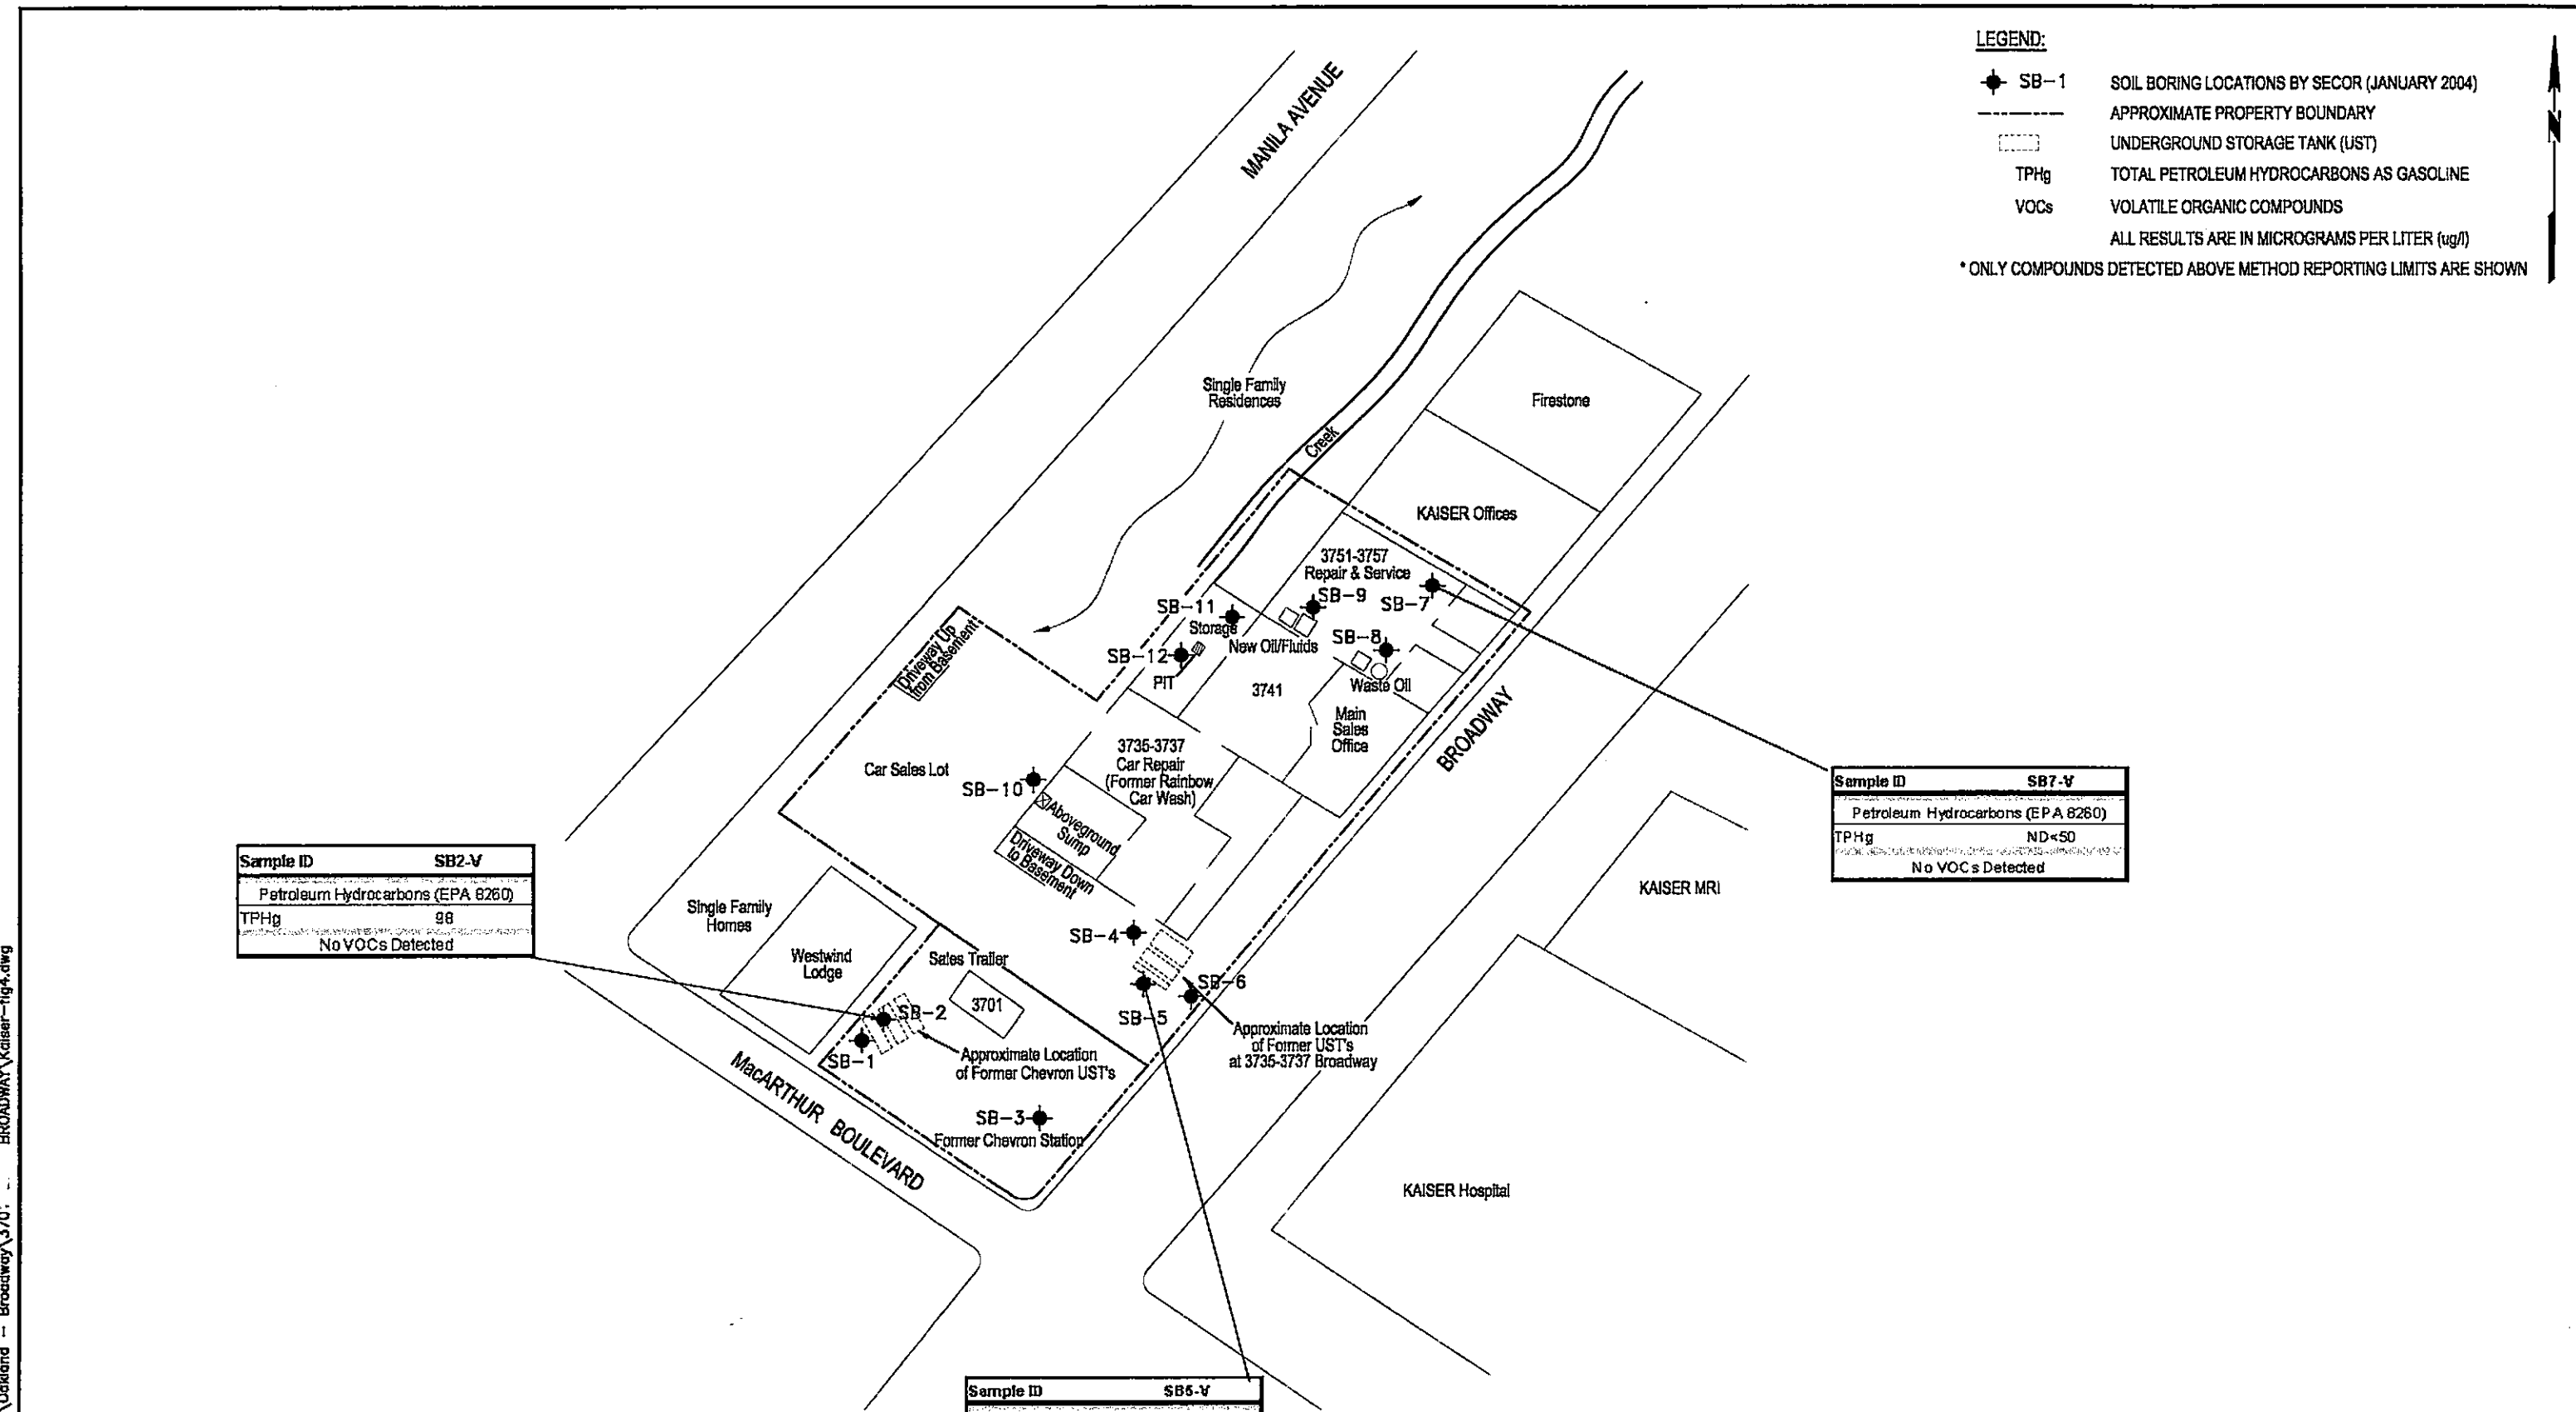 LEGEND:
SB-1 SOIL BORING LOCATIONS BY SECOR (JANUARY 2004)
APPROXIMATE PROPERTY BOUNDARY
UNDERGROUND STORAGE TANK (UST)
TPHg TOTAL PETROLEUM HYDROCARBONS AS GASOLINE
VOCs VOLATILE ORGANIC COMPOUNDS
ALL RESULTS ARE IN MICROGRAMS PER LITER (ug/l)
* ONLY COMPOUNDS DETECTED ABOVE METHOD REPORTING LIMITS ARE SHOWN
N
MANILA AVENUE
Single Family
Residences
Creek
Firestone
KAISER Offices
3751-3757
Repair & Service
SB-7
SB-9
SB-11
Storage
New Oil/Fluids
SB-8
SB-12
PIT
3741
Waste Oil
Main
Sales
Office
BROADWAY
Driveway Up
from Basement
Car Sales Lot
SB-10
3735-3737
Car Repair
(Former Rainbow
Car Wash)
Aboveground
Sump
Driveway Down
to Basement
Sample ID SB7-V
Petroleum Hydrocarbons (EPA 8260)
TPHg ND<50
No VOCs Detected
KAISER MRI
Sample ID SB2-V
Petroleum Hydrocarbons (EPA 8260)
TPHg 98
No VOCs Detected
Single Family
Homes
Westwind
Lodge
Sales Trailer
3701
SB-4
SB-6
SB-5
SB-2
SB-1
Approximate Location
of Former Chevron UST's
Approximate Location
of Former UST's
at 3735-3737 Broadway
SB-3
Former Chevron Station
MacARTHUR BOULEVARD
KAISER Hospital
Sample ID SB5-V
\Oakland - Broadway\3701
BROADWAY\Kaiser-fig4.dwg